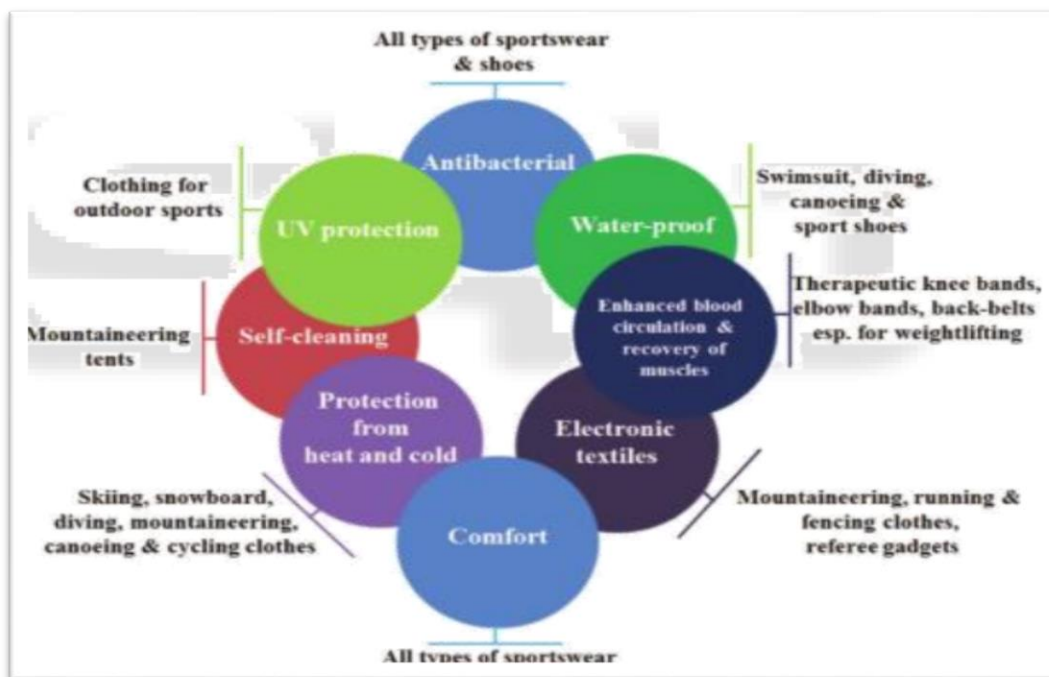 All types of sportswear
& shoes
Antibacterial
Clothing for
outdoor sports
UV protection
Water-proof
Swimsuit, diving,
canoeing &
sport shoes
Mountaineering
tents
Self-cleaning
Enhanced blood
circulation &
recovery of
muscles
Therapeutic knee bands,
elbow bands, back-belts
esp. for weightlifting
Protection
from
heat and cold
Electronic
textiles
Skiing, snowboard,
diving, mountaineering,
canoeing & cycling clothes
Comfort
Mountaineering, running &
fencing clothes,
referee gadgets
All types of sportswear